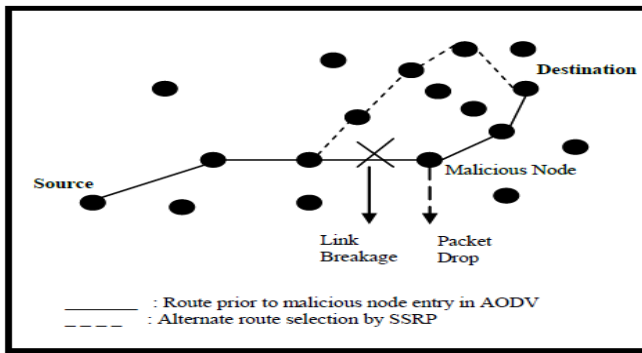 Destination
Malicious Node
Source
Link
Breakage
Packet
Drop
: Route prior to malicious node entry in AODV
: Alternate route selection by SSRP